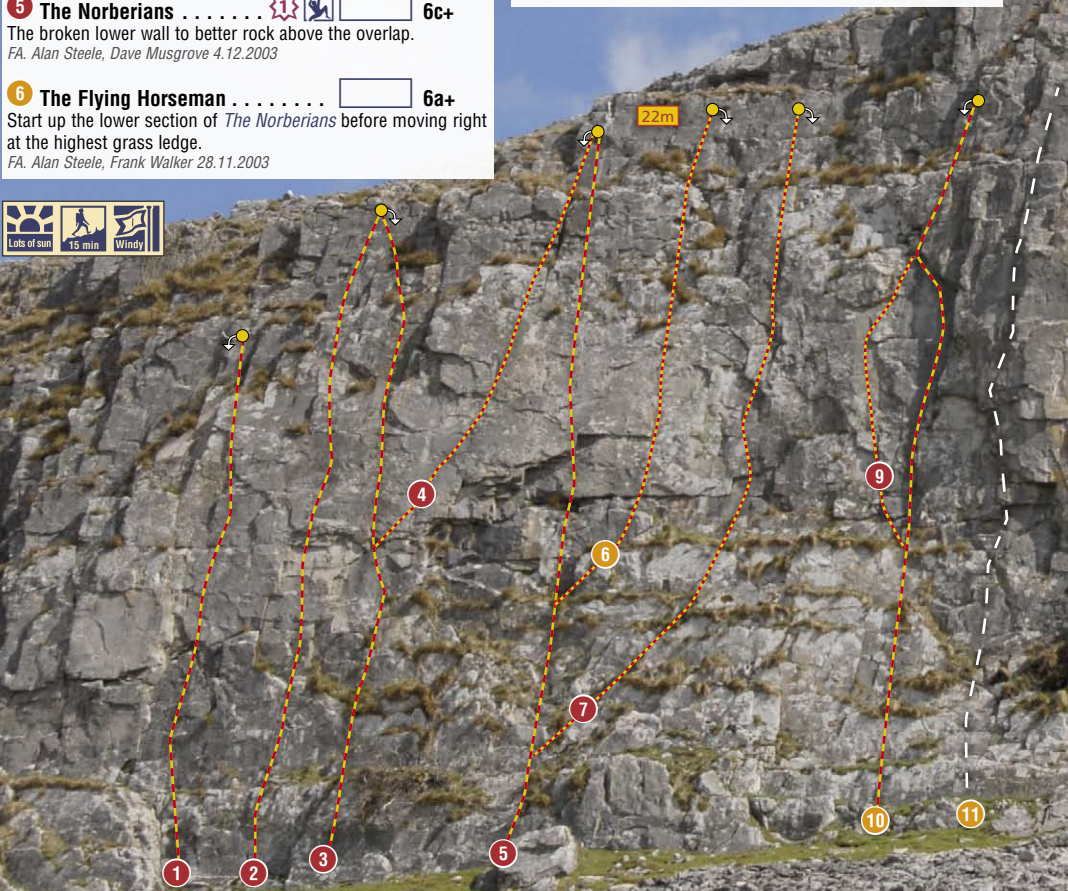 5 The Norberians . . . . . . . 1 6c+
The broken lower wall to better rock above the overlap.
FA. Alan Steele, Dave Musgrove 4.12.2003
6 The Flying Horseman . . . . . . . . 6a+
Start up the lower section of The Norberians before moving right
at the highest grass ledge.
FA. Alan Steele, Frank Walker 28.11.2003
22m
Lots of sun
15 min
Windy
4
9
6
7
10
11
5
3
1
2